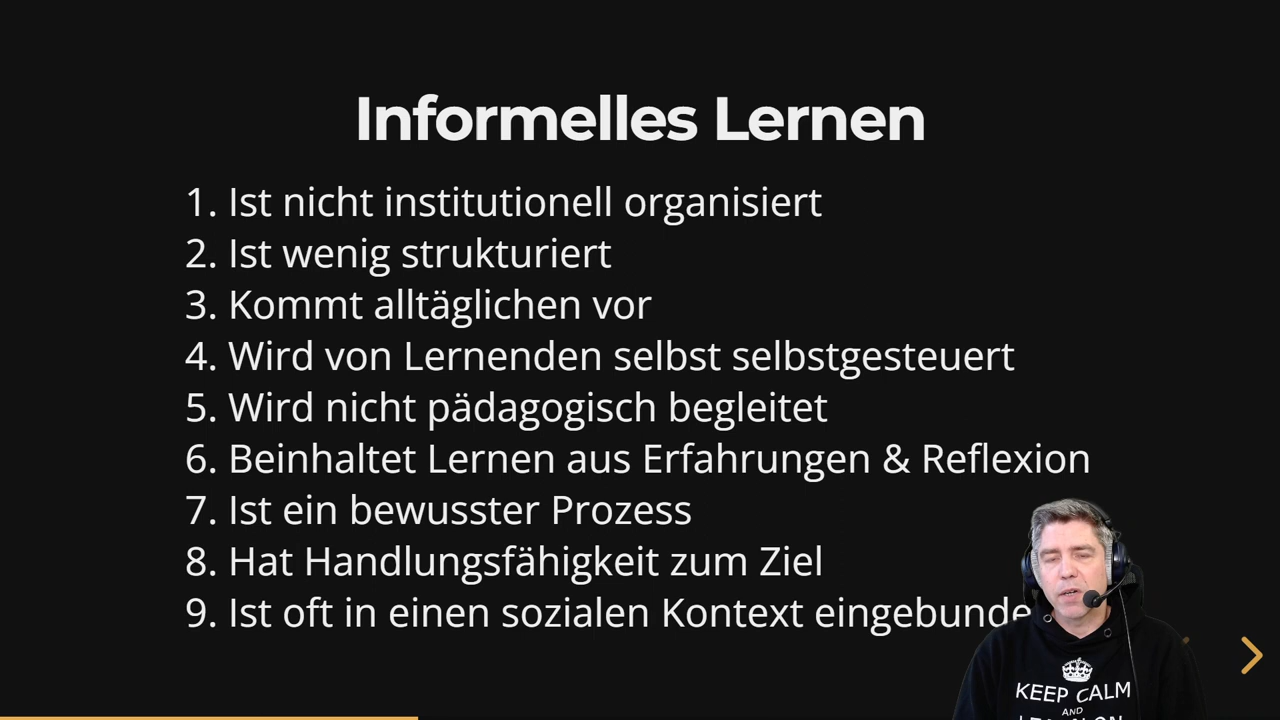 Informelles Lernen
1. Ist nicht institutionell organisiert
2. Ist wenig strukturiert
3. Kommt alltäglichen vor
4. Wird von Lernenden selbst selbstgesteuert
5. Wird nicht pädagogisch begleitet
6. Beinhaltet Lernen aus Erfahrungen & Reflexion
7. Ist ein bewusster Prozess
8. Hat Handlungsfähigkeit zum Ziel
9. Ist oft in einen sozialen Kontext eingebunde
KEEP CALM
AND